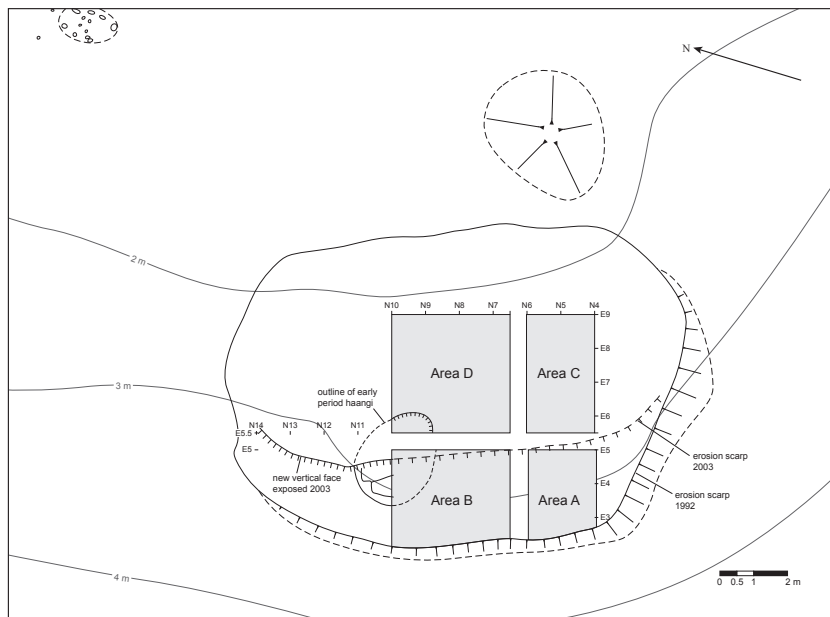 N
2 m
N10 N9 N8 N7 N6 N5 N4
E9
Area D
Area C
E8
E7
3 m
outline of early
period haangi
E6
N14 N13 N12 N11
E5.5
E5
E5
erosion scarp
2003
new vertical face
exposed 2003
E4
erosion scarp
1992
Area B
Area A
E3
4 m
0 0.5 1 2 m